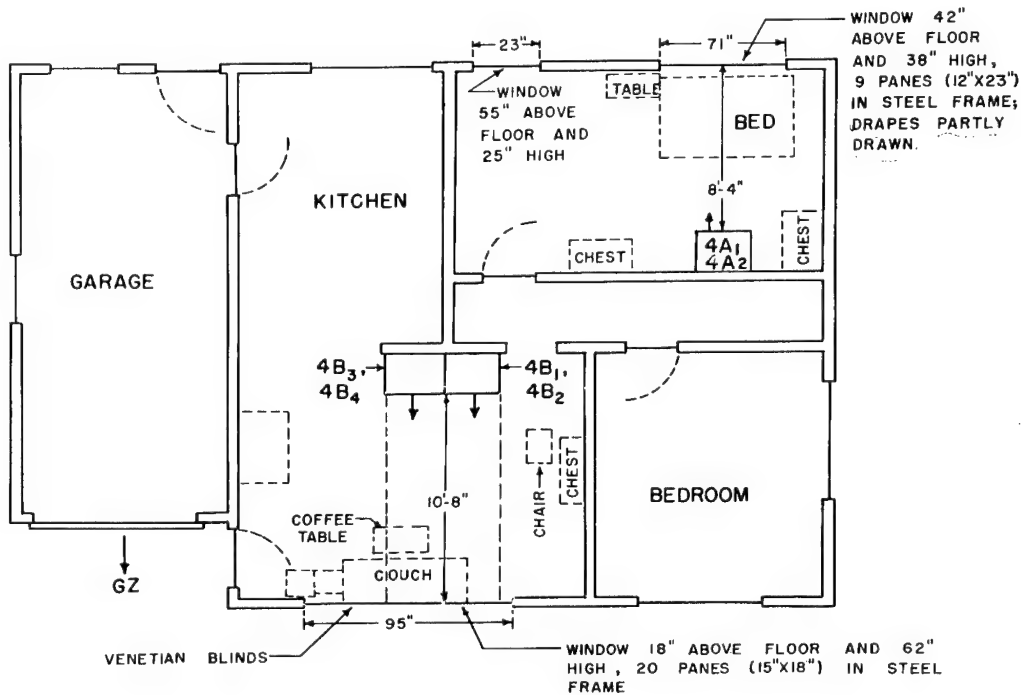 23"
71"
WINDOW 42"
ABOVE FLOOR
AND 38" HIGH,
9 PANES (12"X23")
IN STEEL FRAME;
DRAPES PARTLY
DRAWN.
WINDOW
55" ABOVE
FLOOR AND
25" HIGH
TABLE
BED
8'-4"
KITCHEN
GARAGE
CHEST
4A1
4A2
CHEST
4B3,
4B4
4B1,
4B2
10'-8"
CHAIR
CHEST
BEDROOM
COFFEE
TABLE
COUCH
GZ
95"
VENETIAN BLINDS
WINDOW 18" ABOVE FLOOR AND 62"
HIGH, 20 PANES (15"X18") IN STEEL
FRAME